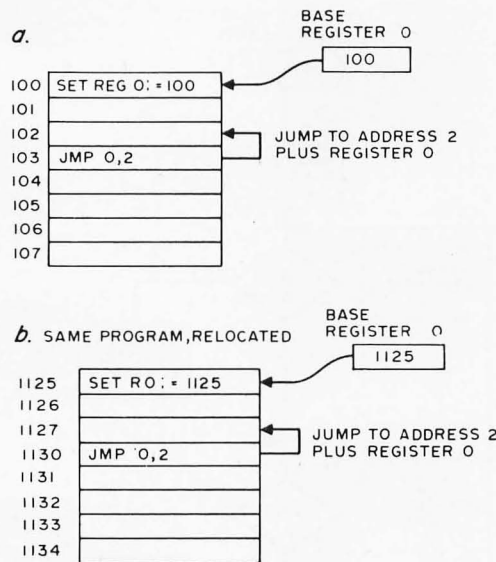 a.
BASE
REGISTER 0
100
100 SET REG 0: = 100
101
102
JUMP TO ADDRESS 2
PLUS REGISTER 0
103 JMP 0,2
104
105
106
107
b. SAME PROGRAM, RELOCATED
BASE
REGISTER 0
1125
1125 SET R0: = 1125
1126
1127
JUMP TO ADDRESS 2
PLUS REGISTER 0
1130 JMP 0,2
1131
1132
1133
1134